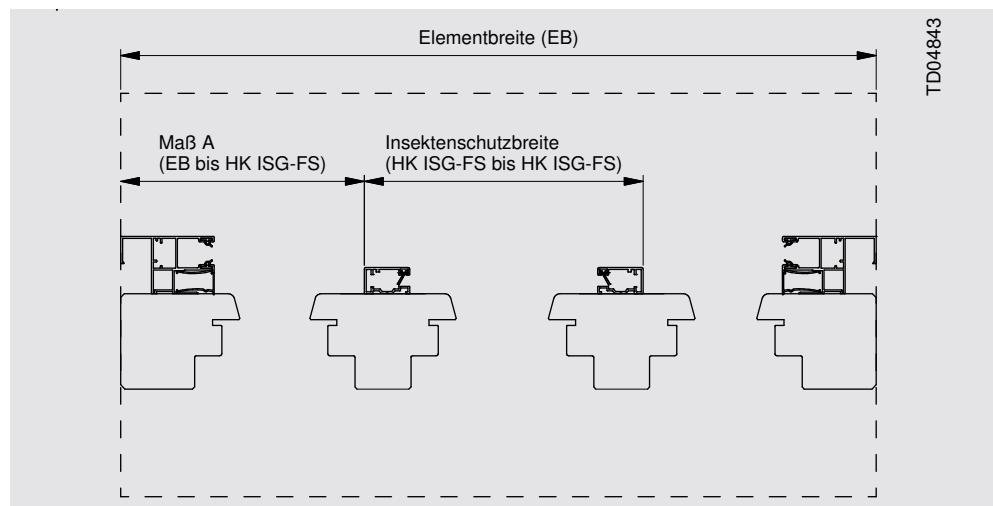 Elementbreite (EB)
TD04843
Maß A
(EB bis HK ISG-FS)
Insektenschutzbreite
(HK ISG-FS bis HK ISG-FS)